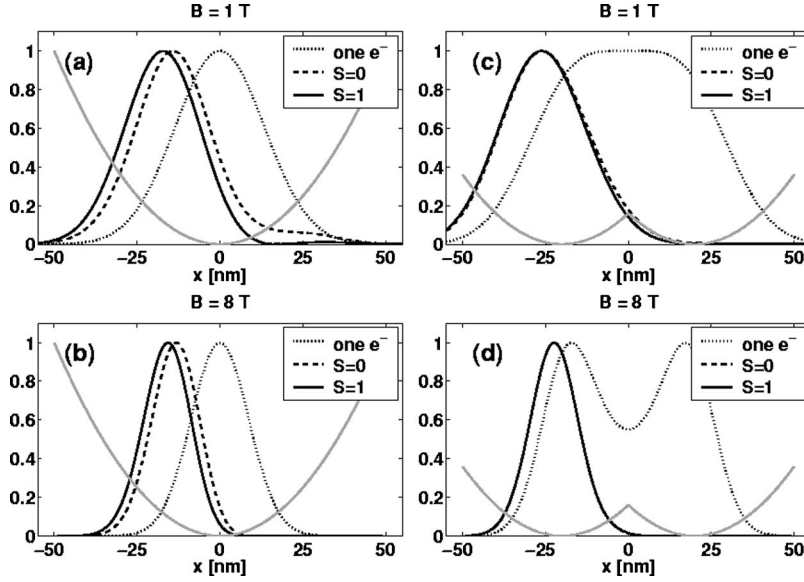 B = 1 T
(a)
one e⁻
S=0
S=1
1
0.8
0.6
0.4
0.2
0
−50 −25 0 25 50
x [nm]
B = 1 T
(c)
one e⁻
S=0
S=1
1
0.8
0.6
0.4
0.2
0
−50 −25 0 25 50
x [nm]
B = 8 T
(b)
one e⁻
S=0
S=1
1
0.8
0.6
0.4
0.2
0
−50 −25 0 25 50
x [nm]
B = 8 T
(d)
one e⁻
S=0
S=1
1
0.8
0.6
0.4
0.2
0
−50 −25 0 25 50
x [nm]